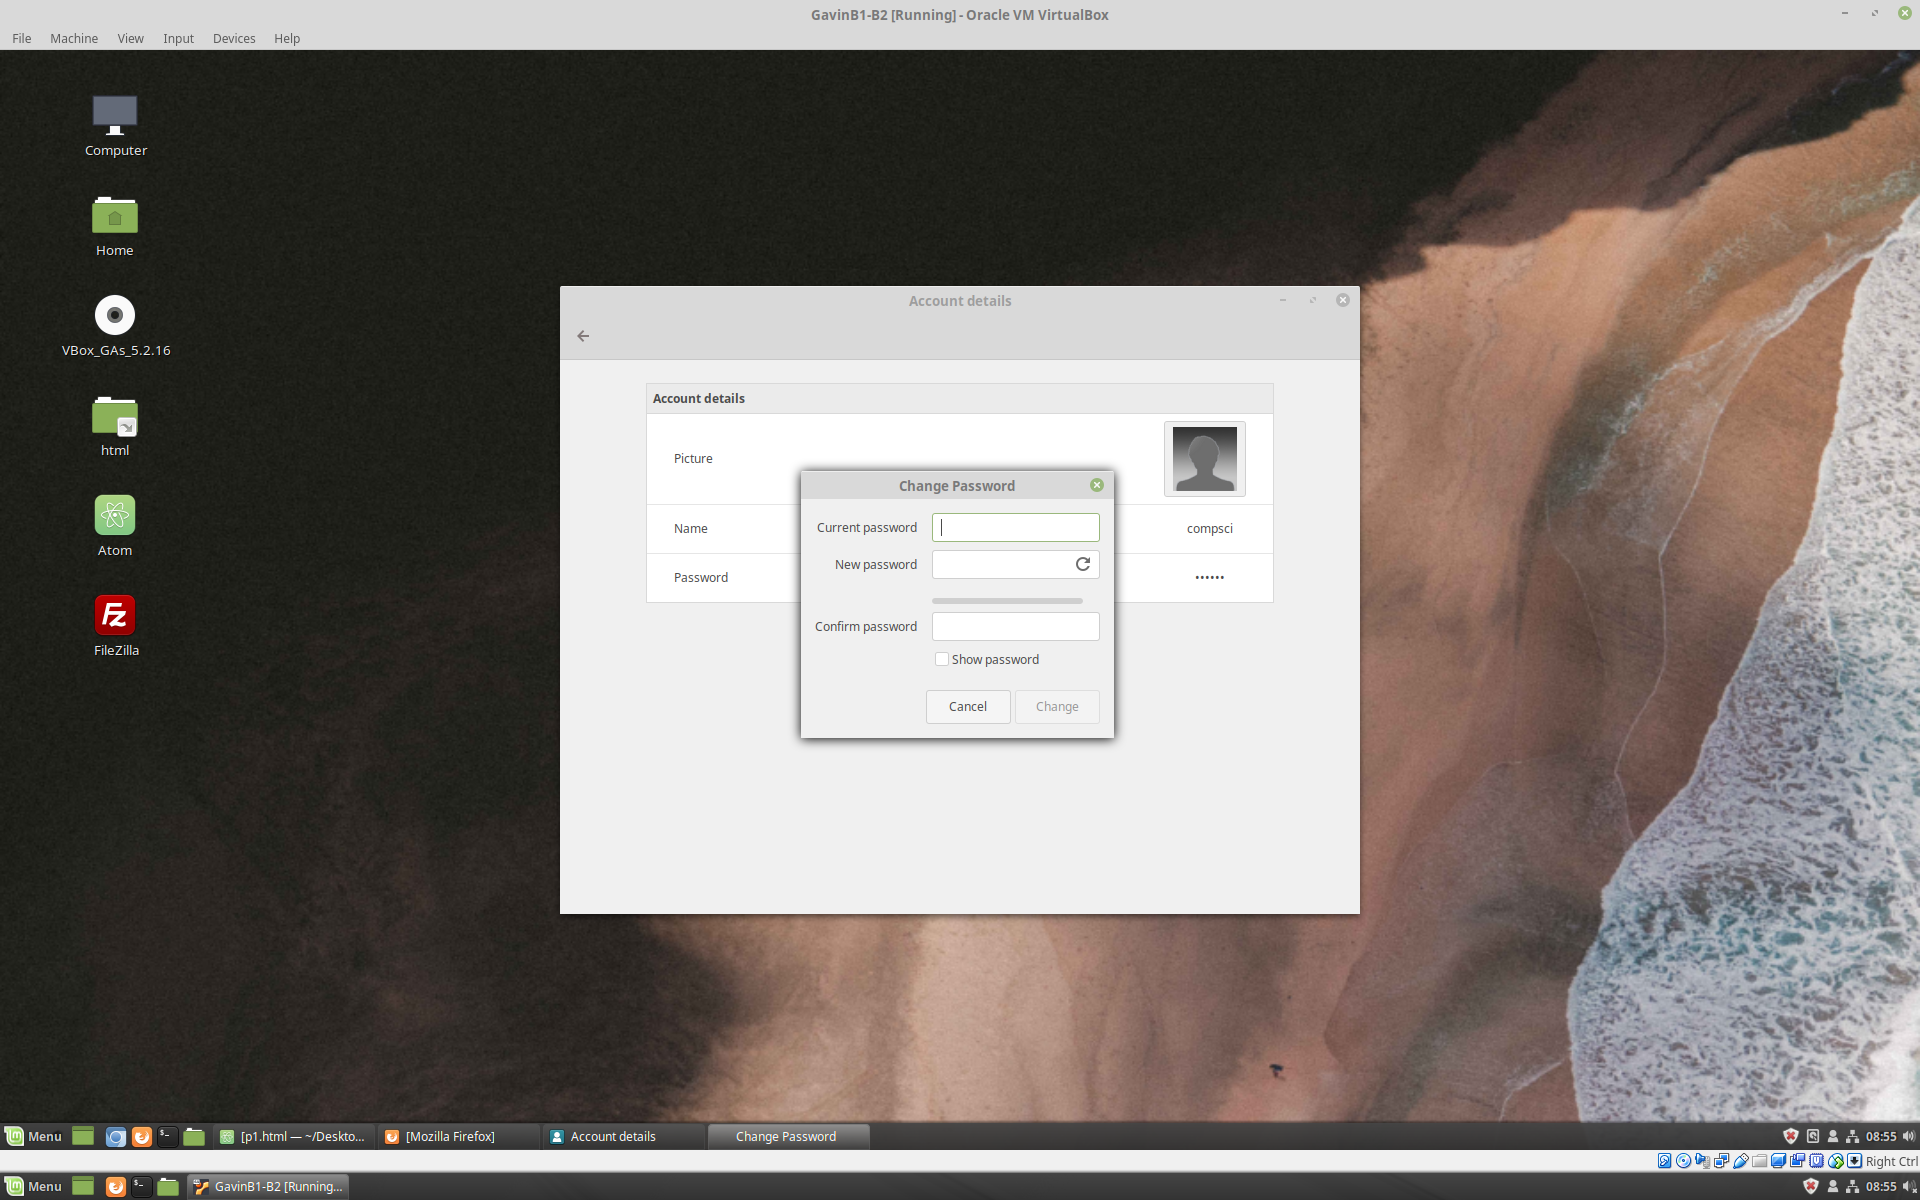 GavinB1-B2 [Running] - Oracle VM VirtualBox
File Machine View Input Devices Help
Computer
Home
VBox_GAs_5.2.16
html
Atom
FileZilla
Account details
Account details
Picture
Name compsci
Password ••••••
Change Password
Current password
New password
Confirm password
Show password
Cancel Change
Menu [p1.html — ~/Deskto... [Mozilla Firefox] Account details Change Password 08:55
Right Ctrl
Menu GavinB1-B2 [Running... 08:55